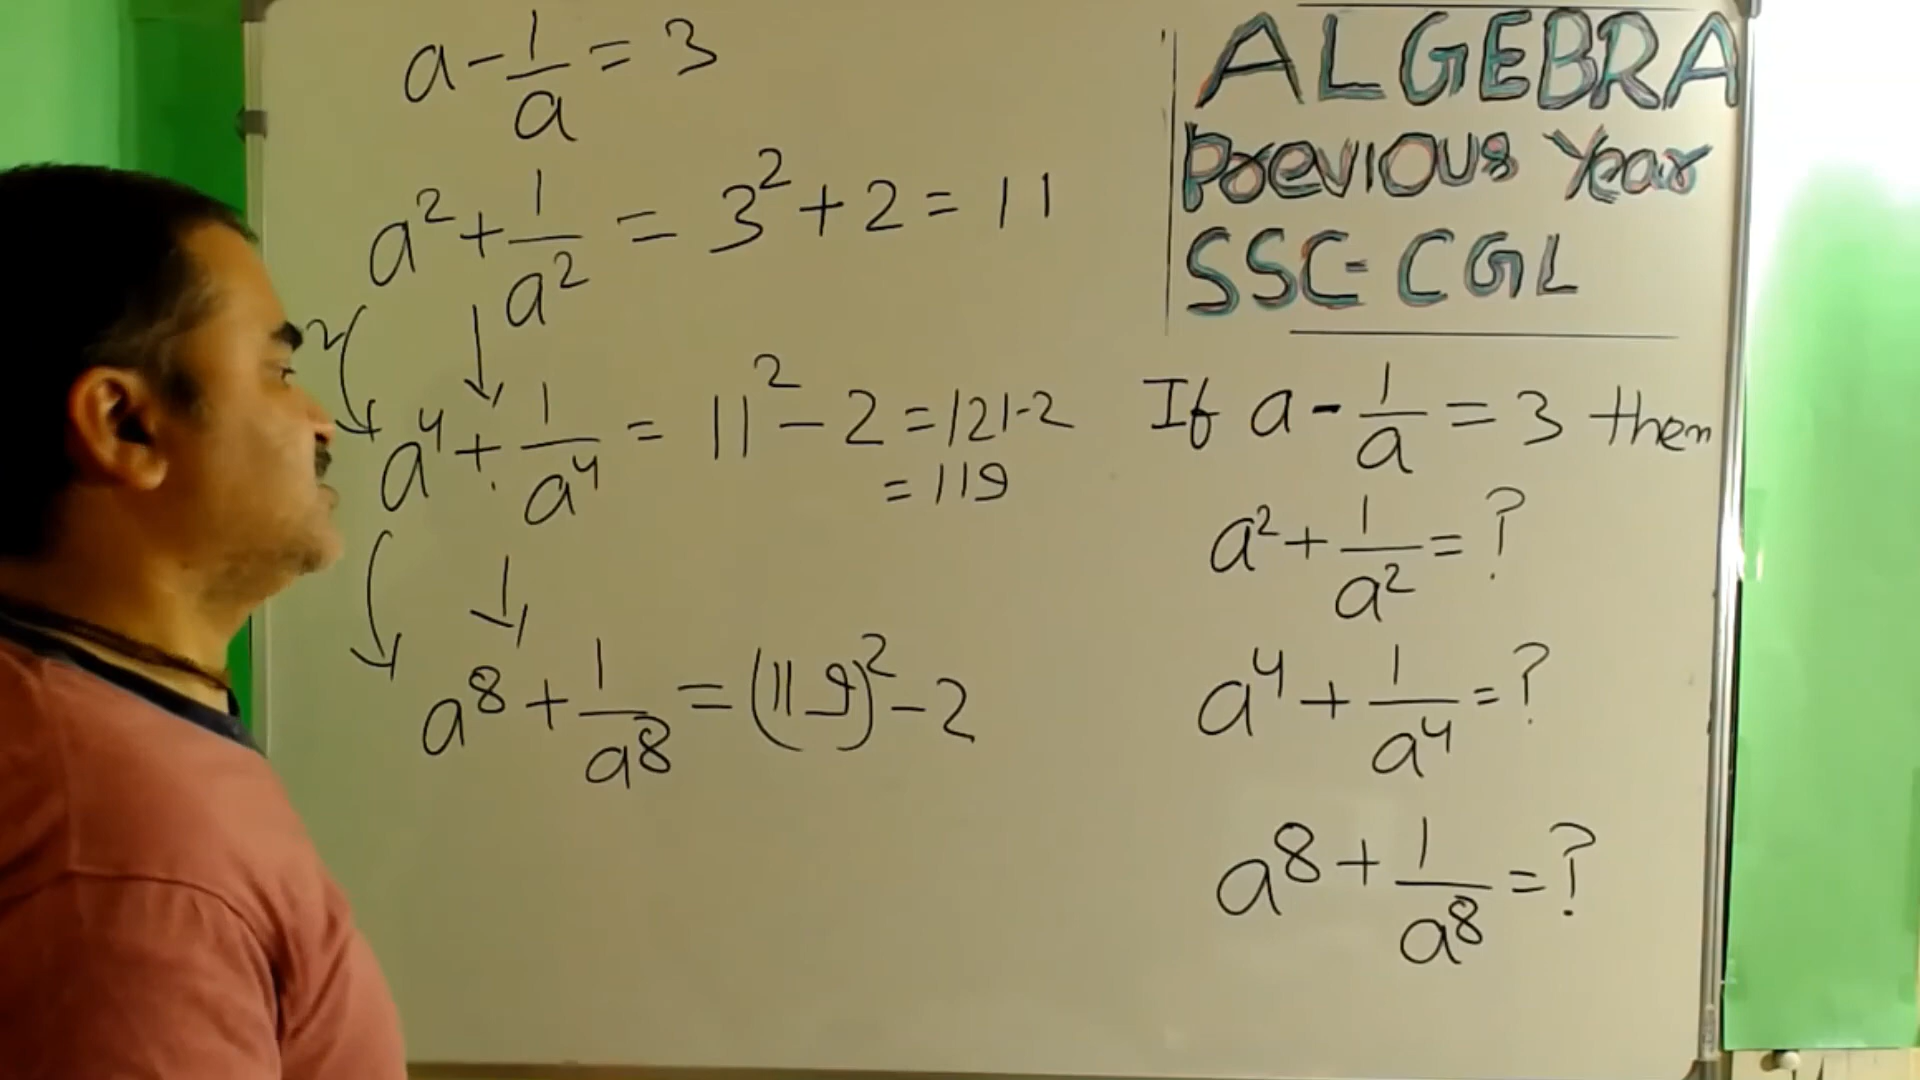 a - 1/a = 3
a² + 1/a² = 3² + 2 = 11
2
a⁴ + 1/a⁴ = 11² - 2 = 121-2
= 119
a⁸ + 1/a⁸ = (119)² - 2
ALGEBRA
Previous Year
SSC-CGL
If a - 1/a = 3 then
a² + 1/a² = ?
a⁴ + 1/a⁴ = ?
a⁸ + 1/a⁸ = ?